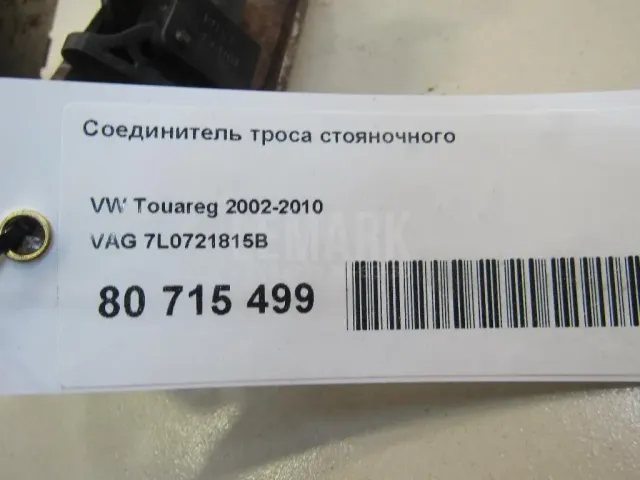 Соединитель троса стояночного
VW Touareg 2002-2010
VAG 7L0721815B
80 715 499